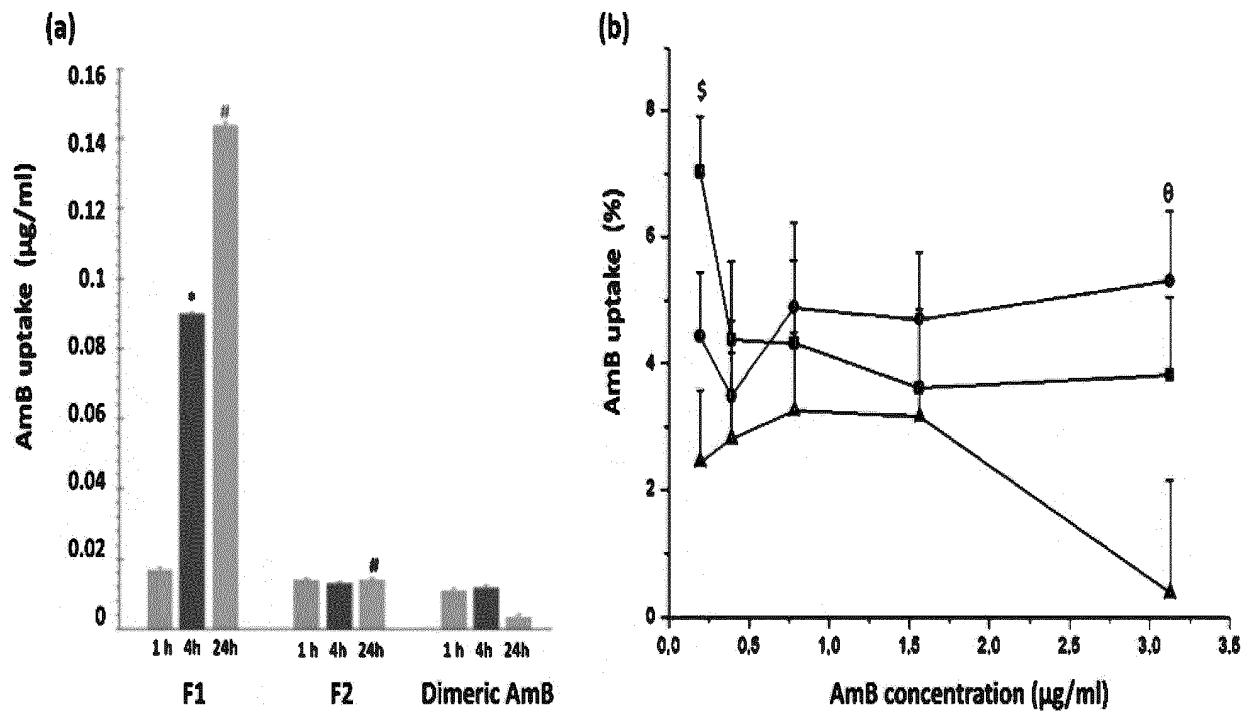 (a)
AmB uptake (µg/ml)
0.16
0.14
0.12
0.1
0.08
0.06
0.04
0.02
0
*
#
#
1 h 4h 24h
1 h 4h 24h
1 h 4h 24h
F1
F2
Dimeric AmB
(b)
AmB uptake (%)
8
6
4
2
0
$
θ
0,0 0,5 1,0 1,5 2,0 2,5 3,0 3,5
AmB concentration (µg/ml)